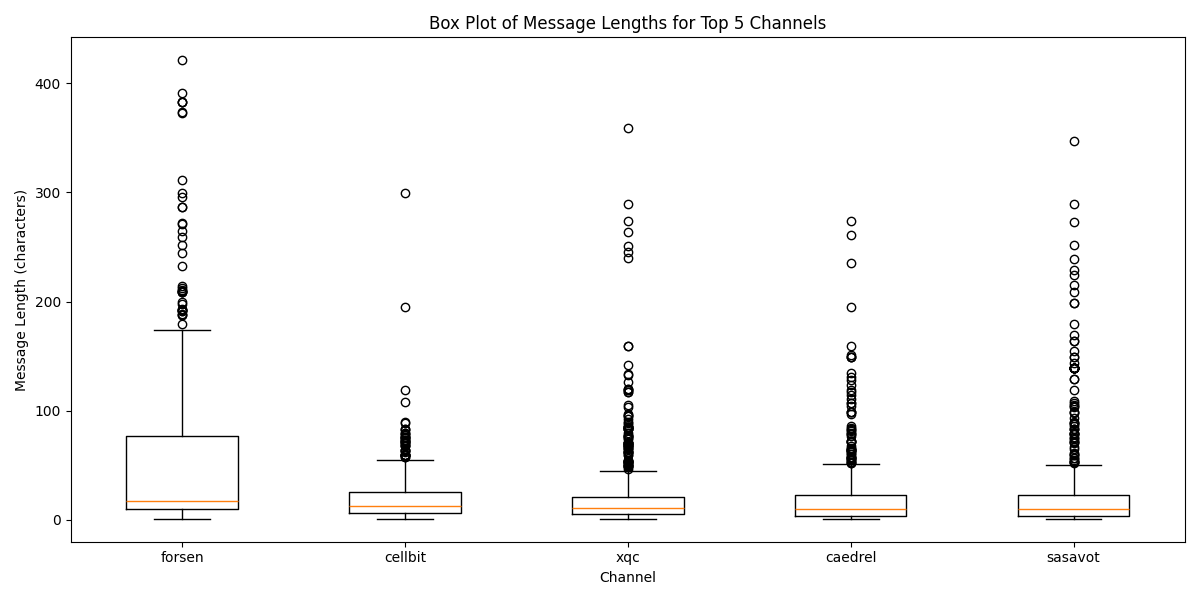 Box Plot of Message Lengths for Top 5 Channels
Message Length (characters)
400
300
200
100
0
forsen
cellbit
xqc
caedrel
sasavot
Channel